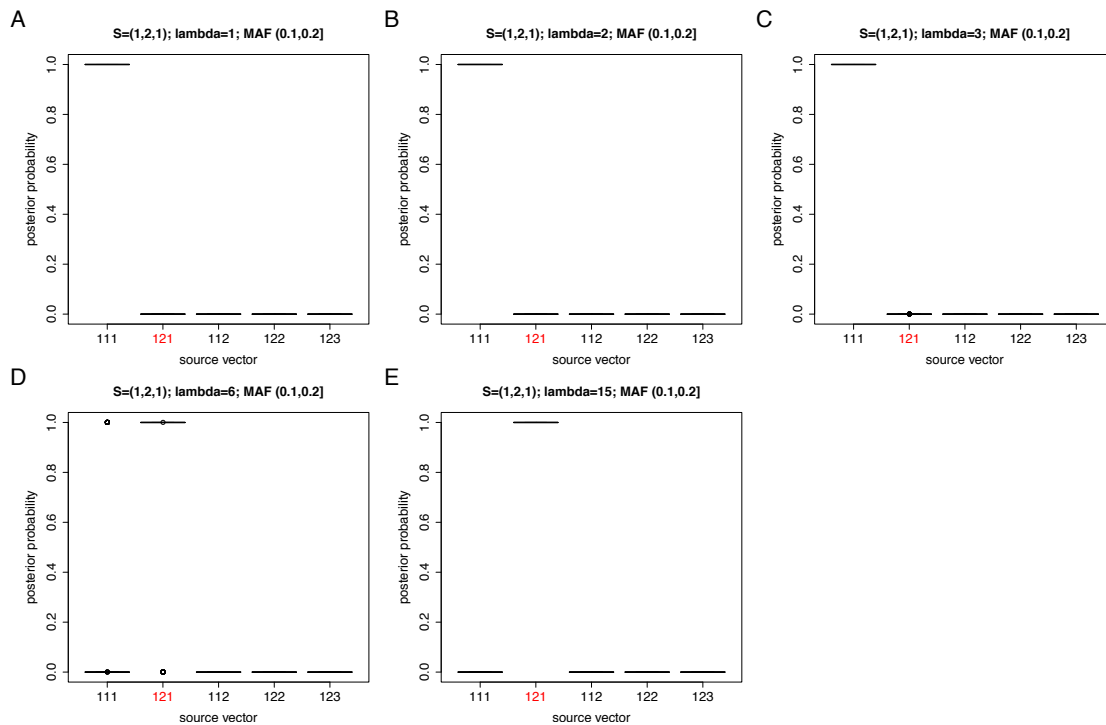 A
S=(1,2,1); lambda=1; MAF (0.1,0.2]
posterior probability
1.0
0.8
0.6
0.4
0.2
0.0
111 121 112 122 123
source vector
B
S=(1,2,1); lambda=2; MAF (0.1,0.2]
posterior probability
1.0
0.8
0.6
0.4
0.2
0.0
111 121 112 122 123
source vector
C
S=(1,2,1); lambda=3; MAF (0.1,0.2]
posterior probability
1.0
0.8
0.6
0.4
0.2
0.0
111 121 112 122 123
source vector
D
S=(1,2,1); lambda=6; MAF (0.1,0.2]
posterior probability
1.0
0.8
0.6
0.4
0.2
0.0
111 121 112 122 123
source vector
E
S=(1,2,1); lambda=15; MAF (0.1,0.2]
posterior probability
1.0
0.8
0.6
0.4
0.2
0.0
111 121 112 122 123
source vector